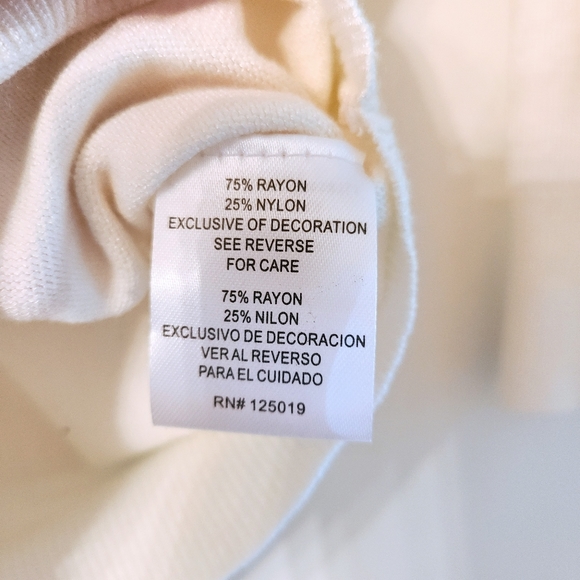 75% RAYON
25% NYLON
EXCLUSIVE OF DECORATION
SEE REVERSE
FOR CARE
75% RAYON
25% NILON
EXCLUSIVO DE DECORACION
VER AL REVERSO
PARA EL CUIDADO
RN# 125019